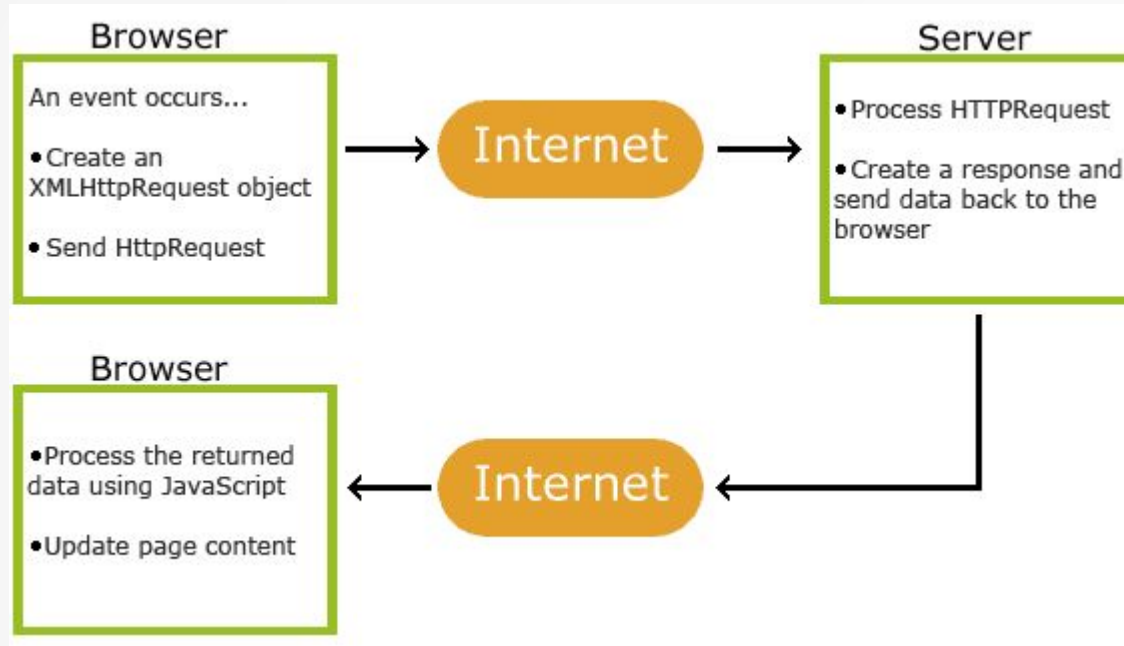 Browser
An event occurs...
•Create an
XMLHttpRequest object
• Send HttpRequest
Internet
Server
•Process HTTPRequest
•Create a response and
send data back to the
browser
Browser
•Process the returned
data using JavaScript
•Update page content
Internet